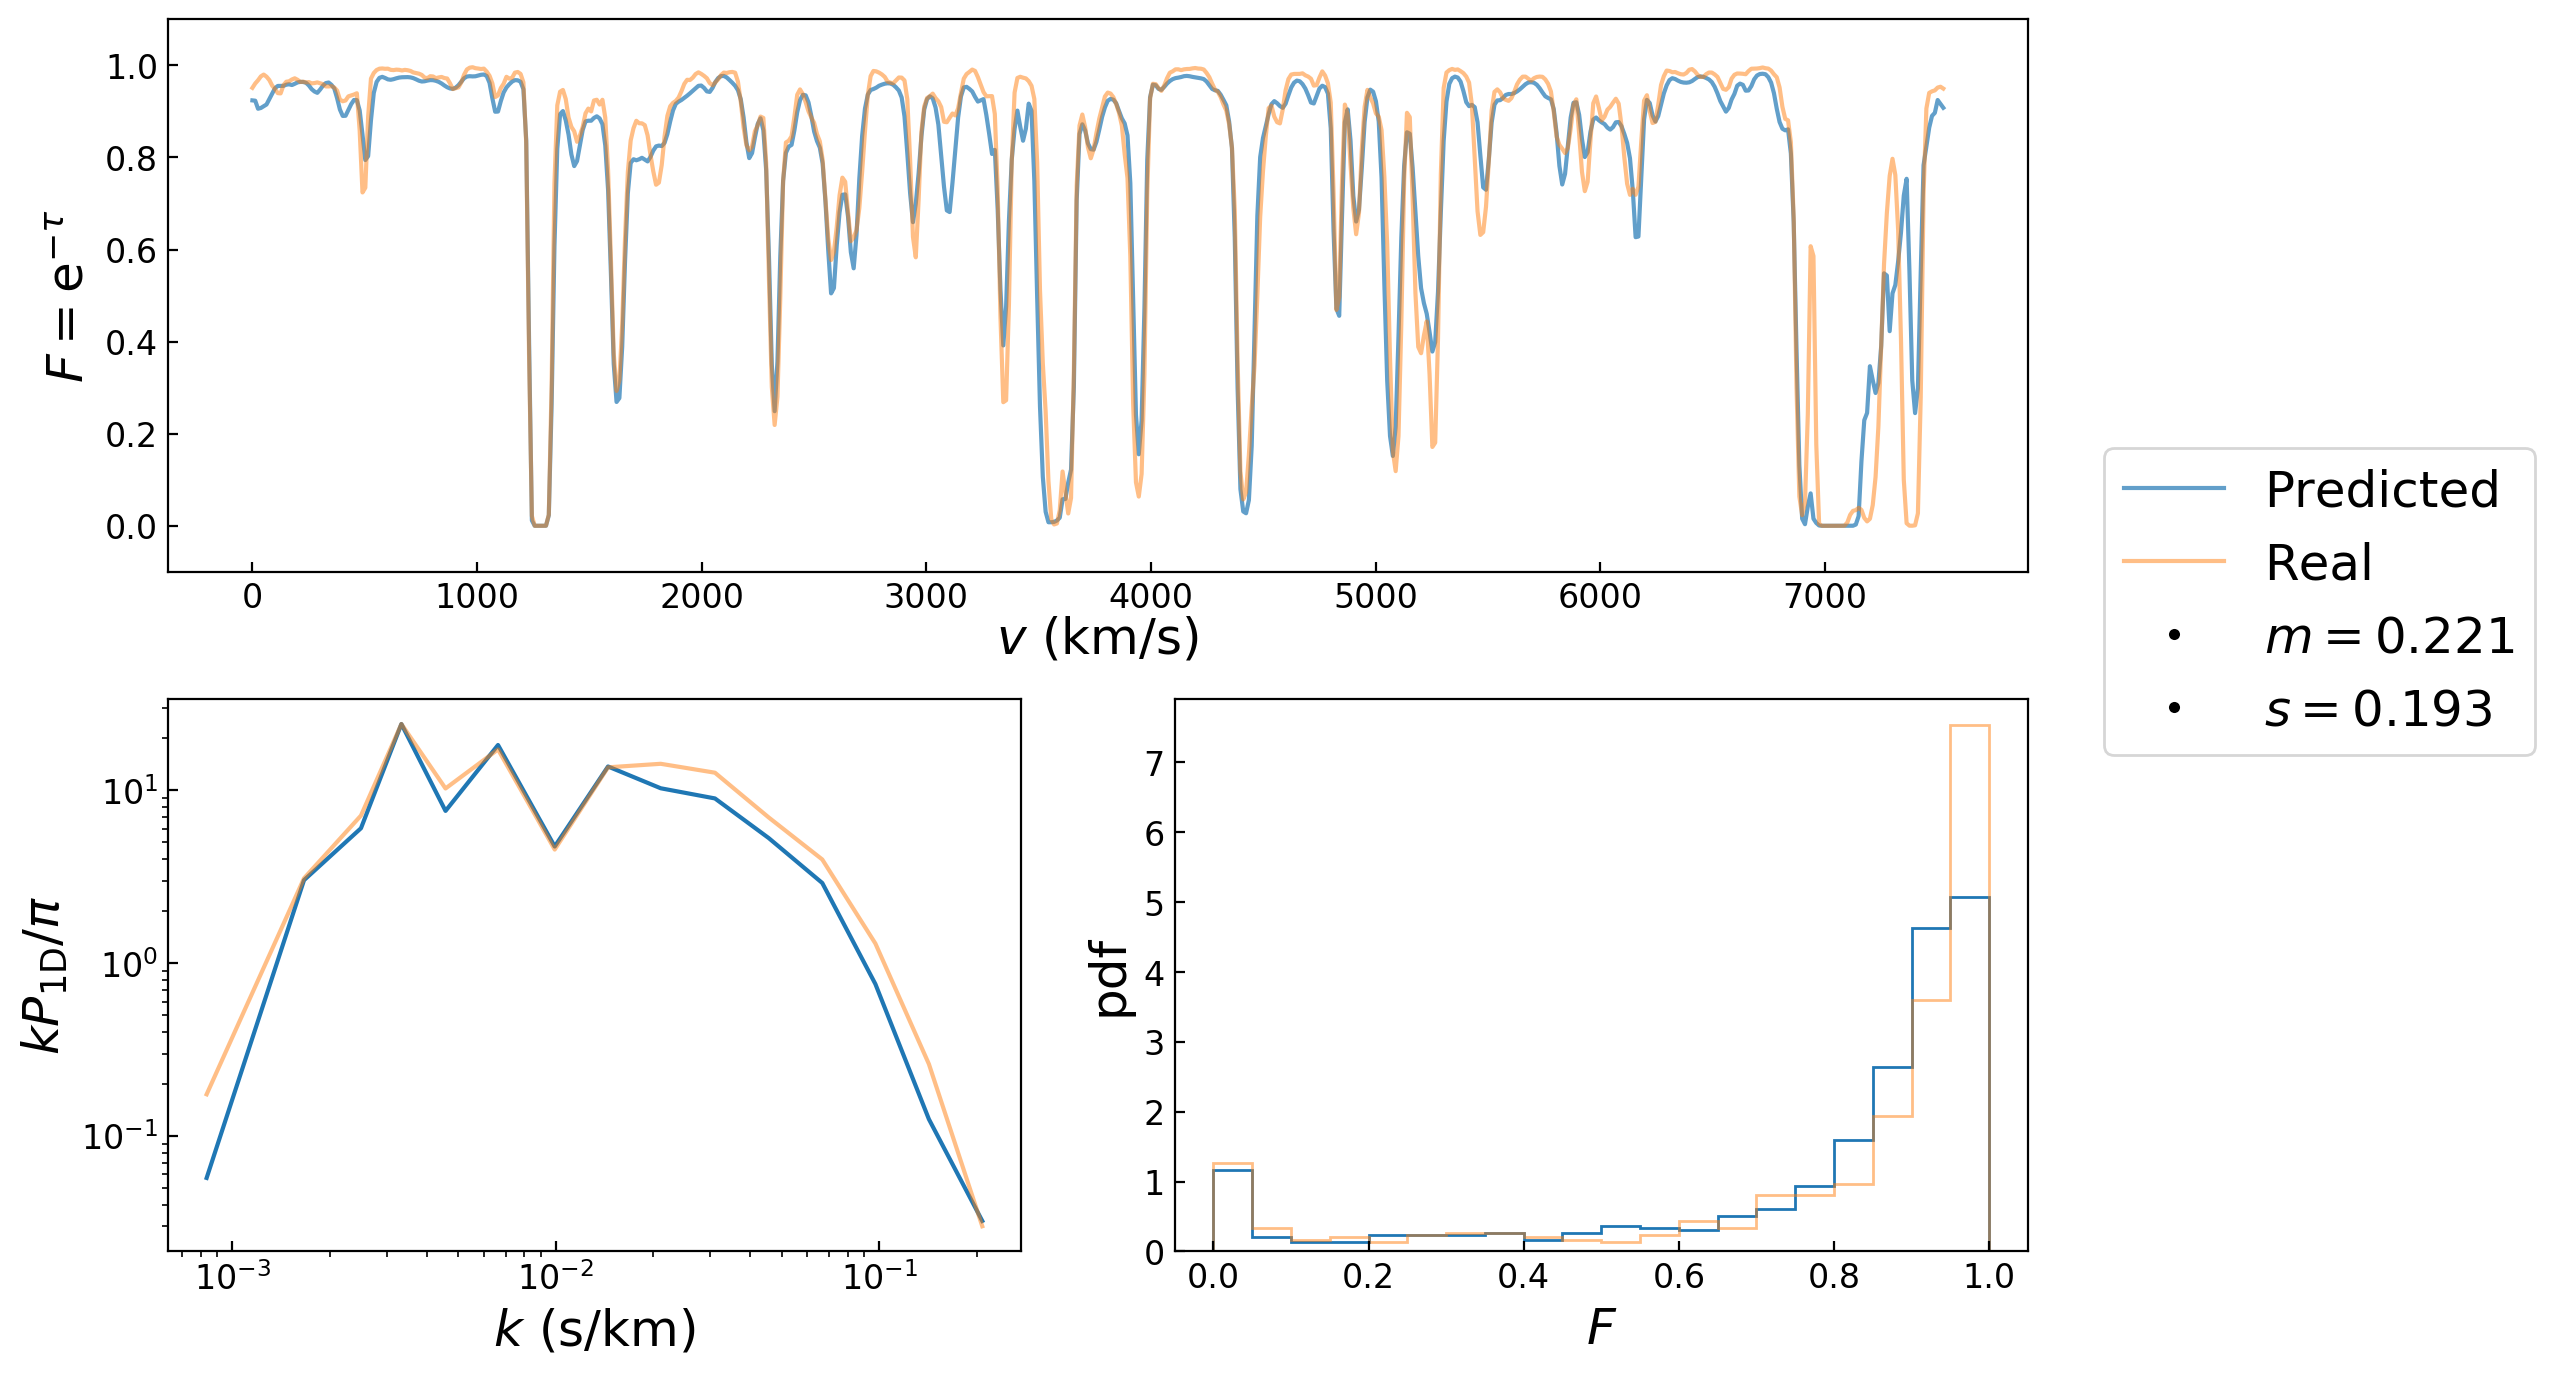 1.0
0.8
0.6
0.4
0.2
0.0
F = e^{−τ}
0 1000 2000 3000 4000 5000 6000 7000
v (km/s)
Predicted
Real
m = 0.221
s = 0.193
10^1
10^0
10^{−1}
kP_{1D}/π
10^{−3} 10^{−2} 10^{−1}
k (s/km)
7
6
5
4
3
2
1
0
pdf
0.0 0.2 0.4 0.6 0.8 1.0
F